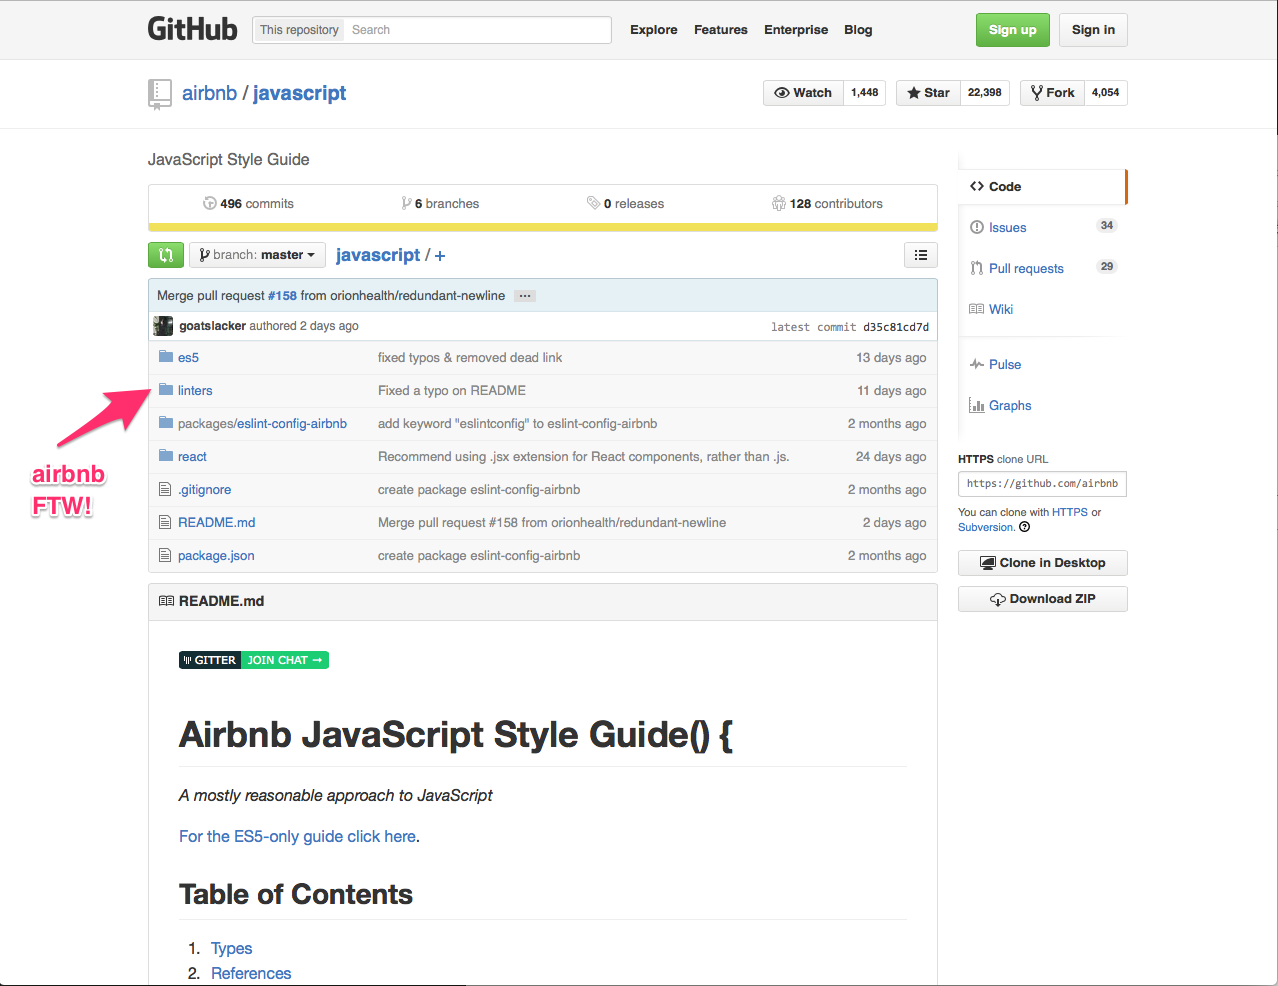 GitHub This repository Search Explore Features Enterprise Blog Sign up Sign in
airbnb / javascript Watch 1,448 Star 22,398 Fork 4,054
JavaScript Style Guide
496 commits 6 branches 0 releases 128 contributors
branch: master javascript / +
Merge pull request #158 from orionhealth/redundant-newline ...
goatslacker authored 2 days ago latest commit d35c81cd7d
es5 fixed typos & removed dead link 13 days ago
linters Fixed a typo on README 11 days ago
packages/eslint-config-airbnb add keyword "eslintconfig" to eslint-config-airbnb 2 months ago
react Recommend using .jsx extension for React components, rather than .js. 24 days ago
.gitignore create package eslint-config-airbnb 2 months ago
README.md Merge pull request #158 from orionhealth/redundant-newline 2 days ago
package.json create package eslint-config-airbnb 2 months ago
airbnb
FTW!
Code
Issues 34
Pull requests 29
Wiki
Pulse
Graphs
HTTPS clone URL
https://github.com/airbnb
You can clone with HTTPS or
Subversion.
Clone in Desktop
Download ZIP
README.md
GITTER JOIN CHAT →
Airbnb JavaScript Style Guide() {
A mostly reasonable approach to JavaScript
For the ES5-only guide click here.
Table of Contents
1. Types
2. References